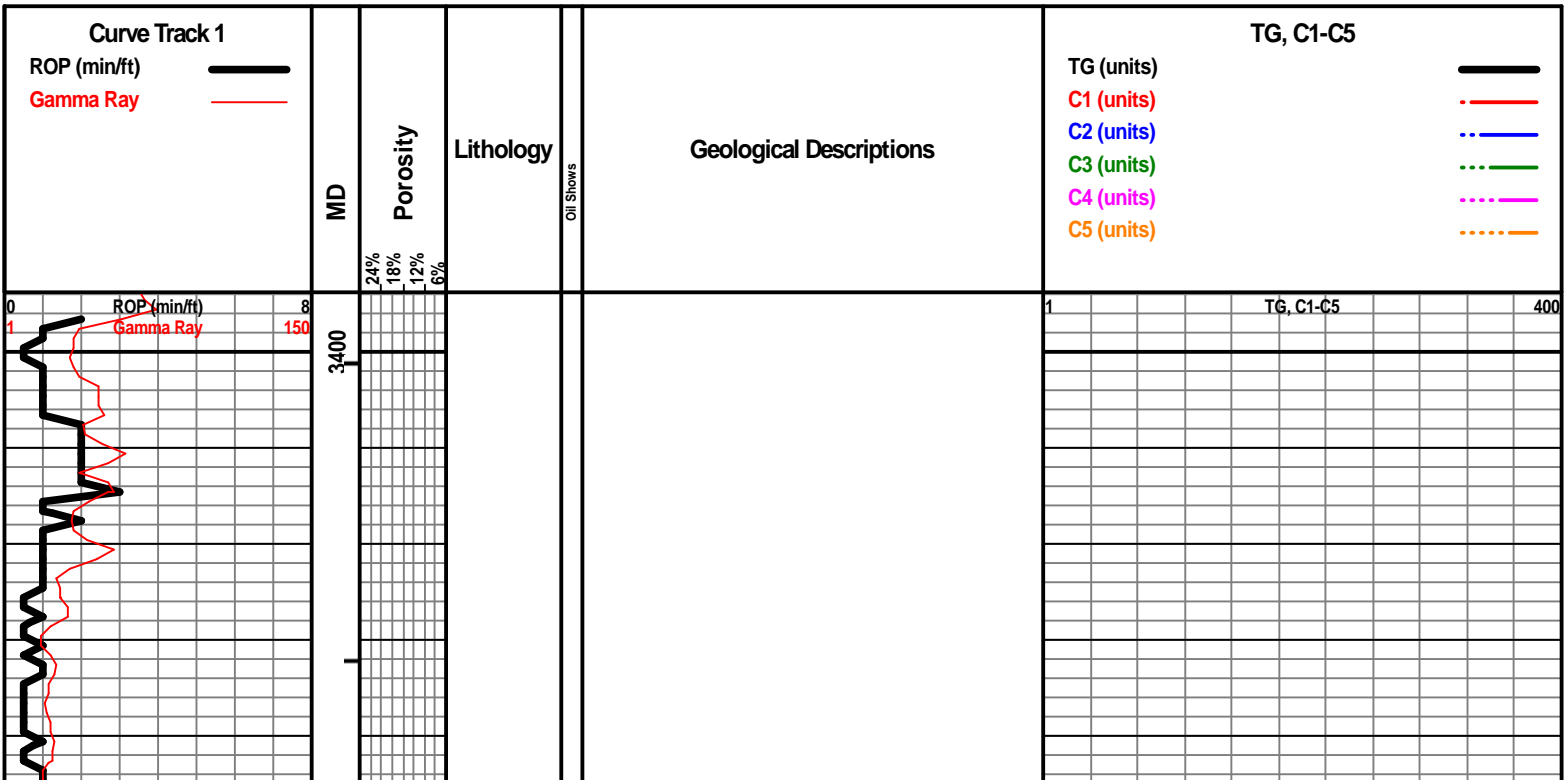 Curve Track 1
ROP (min/ft)
Gamma Ray
MD
Porosity
24%
18%
12%
6%
Lithology
Oil Shows
Geological Descriptions
TG, C1-C5
TG (units)
C1 (units)
C2 (units)
C3 (units)
C4 (units)
C5 (units)
0 ROP (min/ft) 8
1 Gamma Ray 150
3400
1 TG, C1-C5 400